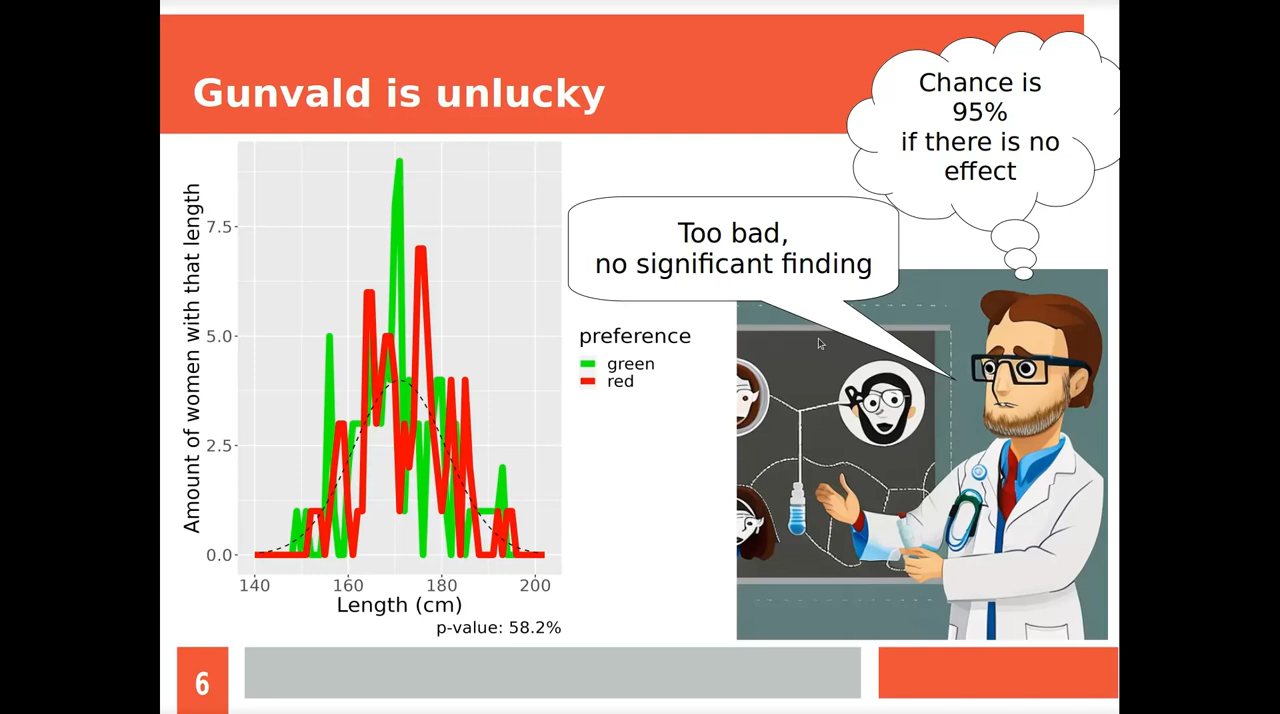 Gunvald is unlucky
Chance is
95%
if there is no
effect
Too bad,
no significant finding
Amount of women with that length
7.5
5.0
2.5
0.0
140 160 180 200
Length (cm)
p-value: 58.2%
preference
green
red
6